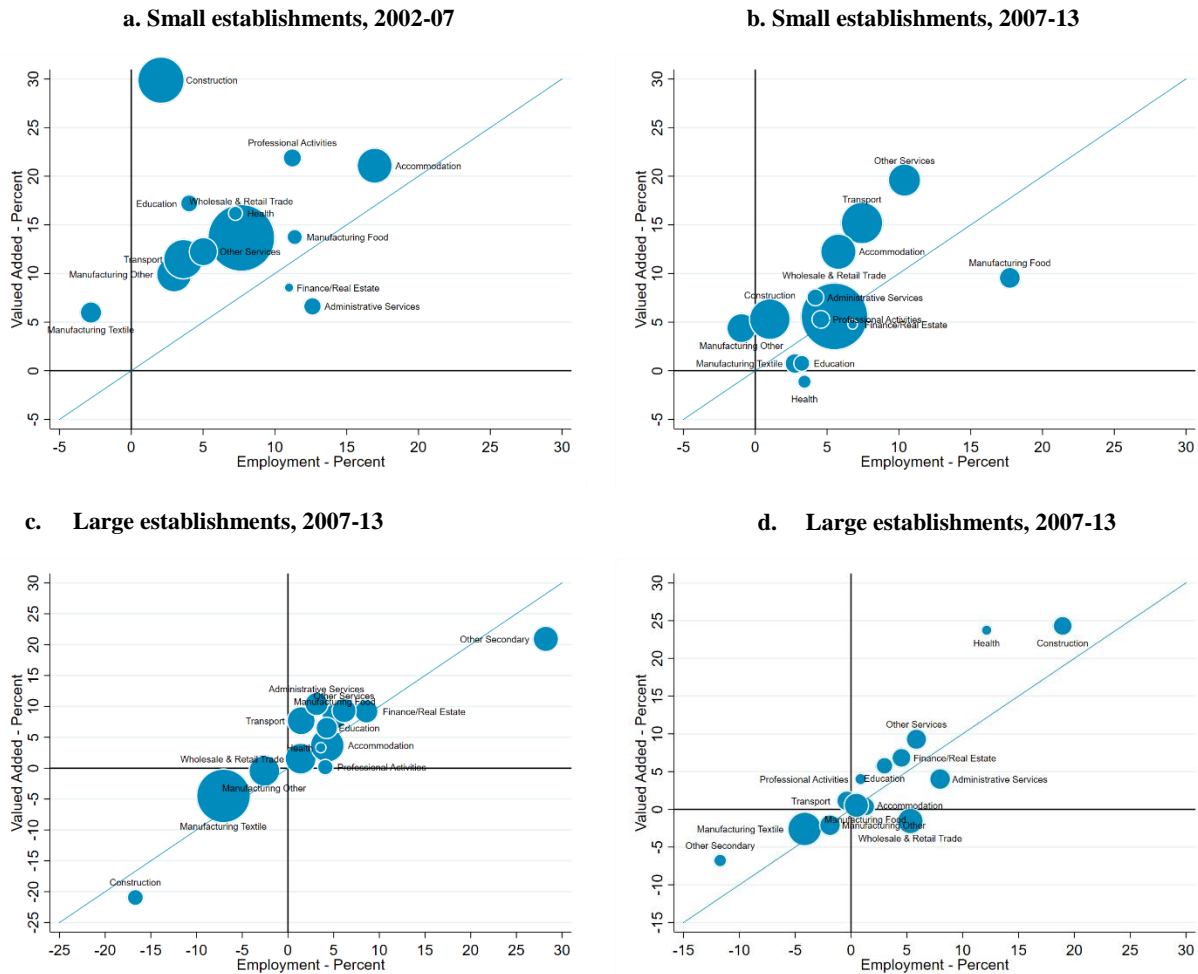 a. Small establishments, 2002-07
b. Small establishments, 2007-13
Valued Added - Percent
30
25
20
15
10
5
0
-5
Construction
Professional Activities
Accommodation
Education
Wholesale & Retail Trade
Health
Manufacturing Food
Other Services
Transport
Manufacturing Other
Finance/Real Estate
Administrative Services
Manufacturing Textile
-5 0 5 10 15 20 25 30
Employment - Percent
Valued Added - Percent
30
25
20
15
10
5
0
-5
Other Services
Transport
Accommodation
Manufacturing Food
Wholesale & Retail Trade
Construction
Administrative Services
Professional Activities
Finance/Real Estate
Manufacturing Other
Manufacturing Textile
Education
Health
-5 0 5 10 15 20 25 30
Employment - Percent
c. Large establishments, 2007-13
d. Large establishments, 2007-13
Valued Added - Percent
30
25
20
15
10
5
0
-5
-10
-15
-20
-25
Other Secondary
Administrative Services
Other Services
Manufacturing Food
Finance/Real Estate
Transport
Education
Health
Accommodation
Wholesale & Retail Trade
Professional Activities
Manufacturing Other
Manufacturing Textile
Construction
-25 -20 -15 -10 -5 0 5 10 15 20 25 30
Employment - Percent
Valued Added - Percent
30
25
20
15
10
5
0
-5
-10
-15
Health
Construction
Other Services
Finance/Real Estate
Professional Activities
Education
Administrative Services
Transport
Accommodation
Manufacturing Food
Manufacturing Textile
Manufacturing Other
Wholesale & Retail Trade
Other Secondary
-15 -10 -5 0 5 10 15 20 25 30
Employment - Percent